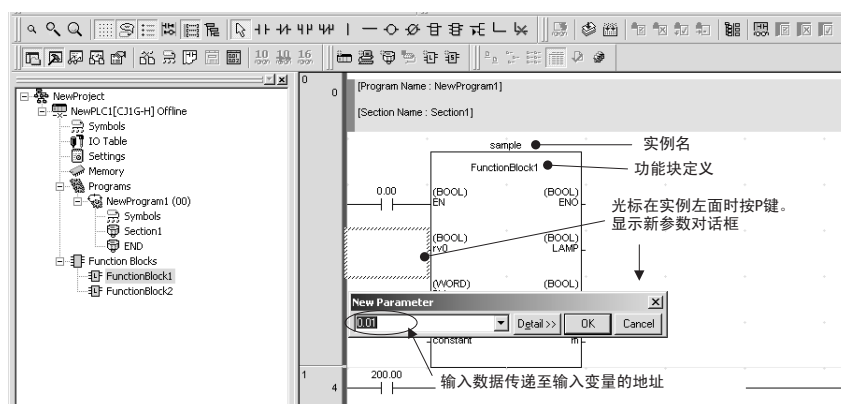 10 10 16
NewProject
NewPLC1[CJ1G-H] Offline
Symbols
IO Table
Settings
Memory
Programs
NewProgram1 (00)
Symbols
Section1
END
Function Blocks
FunctionBlock1
FunctionBlock2
0
0
[Program Name : NewProgram1]
[Section Name : Section1]
sample
实例名
FunctionBlock1
功能块定义
0.00
(BOOL)
EN
(BOOL)
ENO
光标在实例左面时按P键。
显示新参数对话框
(BOOL)
rv0
(BOOL)
LAMP
(WORD)
(BOOL)
New Parameter
0.01
Detail >>
OK
Cancel
constant
m
1
4
200.00
输入数据传递至输入变量的地址